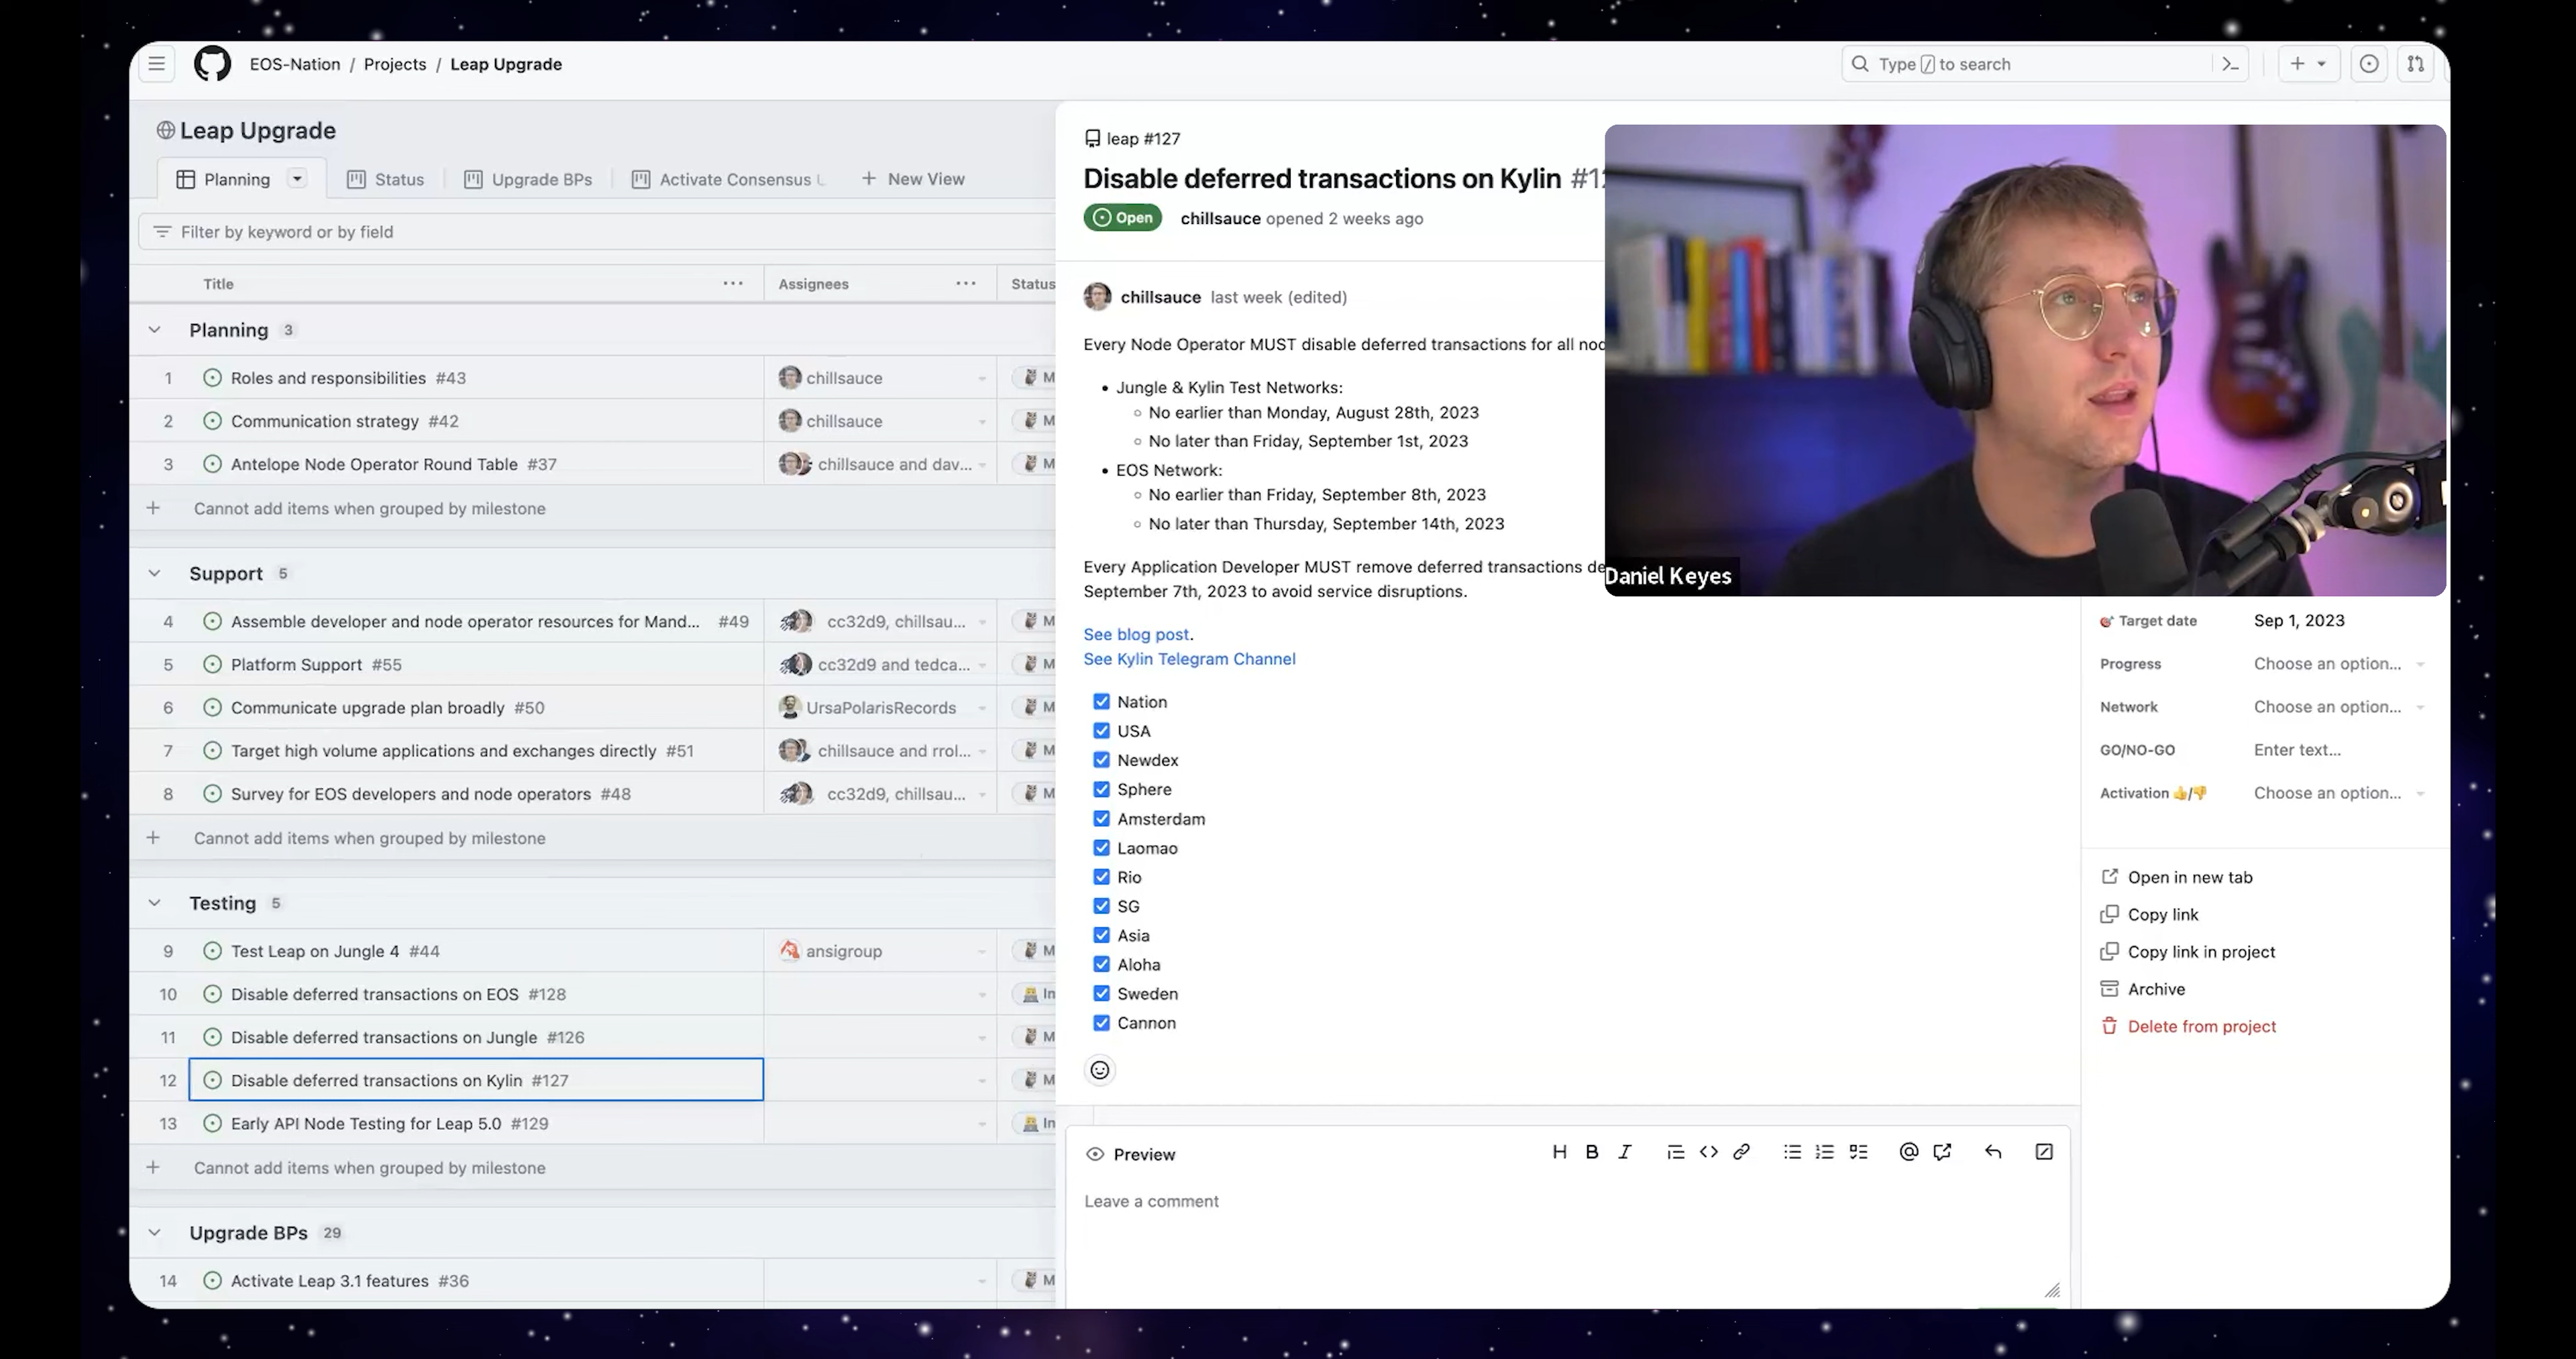 EOS-Nation / Projects / Leap Upgrade
Type / to search
Leap Upgrade
Planning
Status
Upgrade BPs
Activate Consensus
+ New View
Filter by keyword or by field
Title
Assignees
Status
Planning 3
1 Roles and responsibilities #43 chillsauce M
2 Communication strategy #42 chillsauce M
3 Antelope Node Operator Round Table #37 chillsauce and dav... M
+ Cannot add items when grouped by milestone
Support 5
4 Assemble developer and node operator resources for Mand... #49 cc32d9, chillsau... M
5 Platform Support #55 cc32d9 and tedca... M
6 Communicate upgrade plan broadly #50 UrsaPolarisRecords M
7 Target high volume applications and exchanges directly #51 chillsauce and rrol... M
8 Survey for EOS developers and node operators #48 cc32d9, chillsau... M
+ Cannot add items when grouped by milestone
Testing 5
9 Test Leap on Jungle 4 #44 ansigroup M
10 Disable deferred transactions on EOS #128 In
11 Disable deferred transactions on Jungle #126 M
12 Disable deferred transactions on Kylin #127 M
13 Early API Node Testing for Leap 5.0 #129 In
+ Cannot add items when grouped by milestone
Upgrade BPs 29
14 Activate Leap 3.1 features #36 M
leap #127
Disable deferred transactions on Kylin #12
Open
chillsauce opened 2 weeks ago
chillsauce last week (edited)
Every Node Operator MUST disable deferred transactions for all nod
• Jungle & Kylin Test Networks:
○ No earlier than Monday, August 28th, 2023
○ No later than Friday, September 1st, 2023
• EOS Network:
○ No earlier than Friday, September 8th, 2023
○ No later than Thursday, September 14th, 2023
Every Application Developer MUST remove deferred transactions de
September 7th, 2023 to avoid service disruptions.
See blog post.
See Kylin Telegram Channel
Nation
USA
Newdex
Sphere
Amsterdam
Laomao
Rio
SG
Asia
Aloha
Sweden
Cannon
Preview
H B I
Leave a comment
Daniel Keyes
Target date Sep 1, 2023
Progress Choose an option...
Network Choose an option...
GO/NO-GO Enter text...
Activation 👍/👎 Choose an option...
Open in new tab
Copy link
Copy link in project
Archive
Delete from project